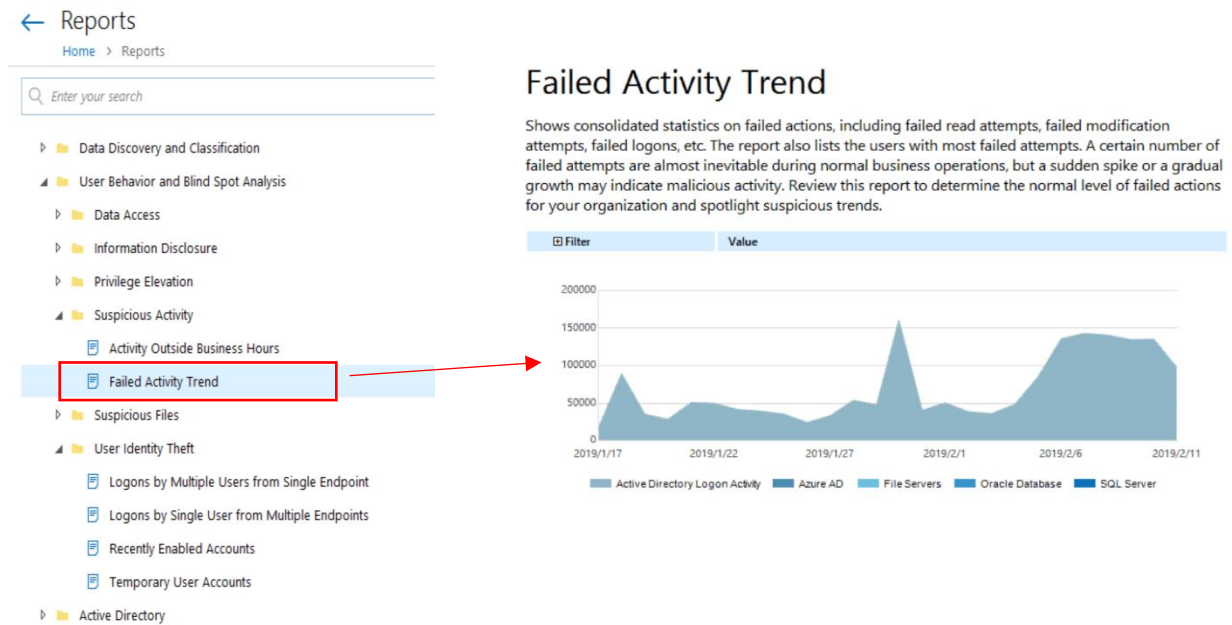 Reports
Home > Reports
Enter your search
Data Discovery and Classification
User Behavior and Blind Spot Analysis
Data Access
Information Disclosure
Privilege Elevation
Suspicious Activity
Activity Outside Business Hours
Failed Activity Trend
Suspicious Files
User Identity Theft
Logons by Multiple Users from Single Endpoint
Logons by Single User from Multiple Endpoints
Recently Enabled Accounts
Temporary User Accounts
Active Directory
Failed Activity Trend
Shows consolidated statistics on failed actions, including failed read attempts, failed modification
attempts, failed logons, etc. The report also lists the users with most failed attempts. A certain number of
failed attempts are almost inevitable during normal business operations, but a sudden spike or a gradual
growth may indicate malicious activity. Review this report to determine the normal level of failed actions
for your organization and spotlight suspicious trends.
Filter Value
200000
150000
100000
50000
0
2019/1/17 2019/1/22 2019/1/27 2019/2/1 2019/2/6 2019/2/11
Active Directory Logon Activity Azure AD File Servers Oracle Database SQL Server